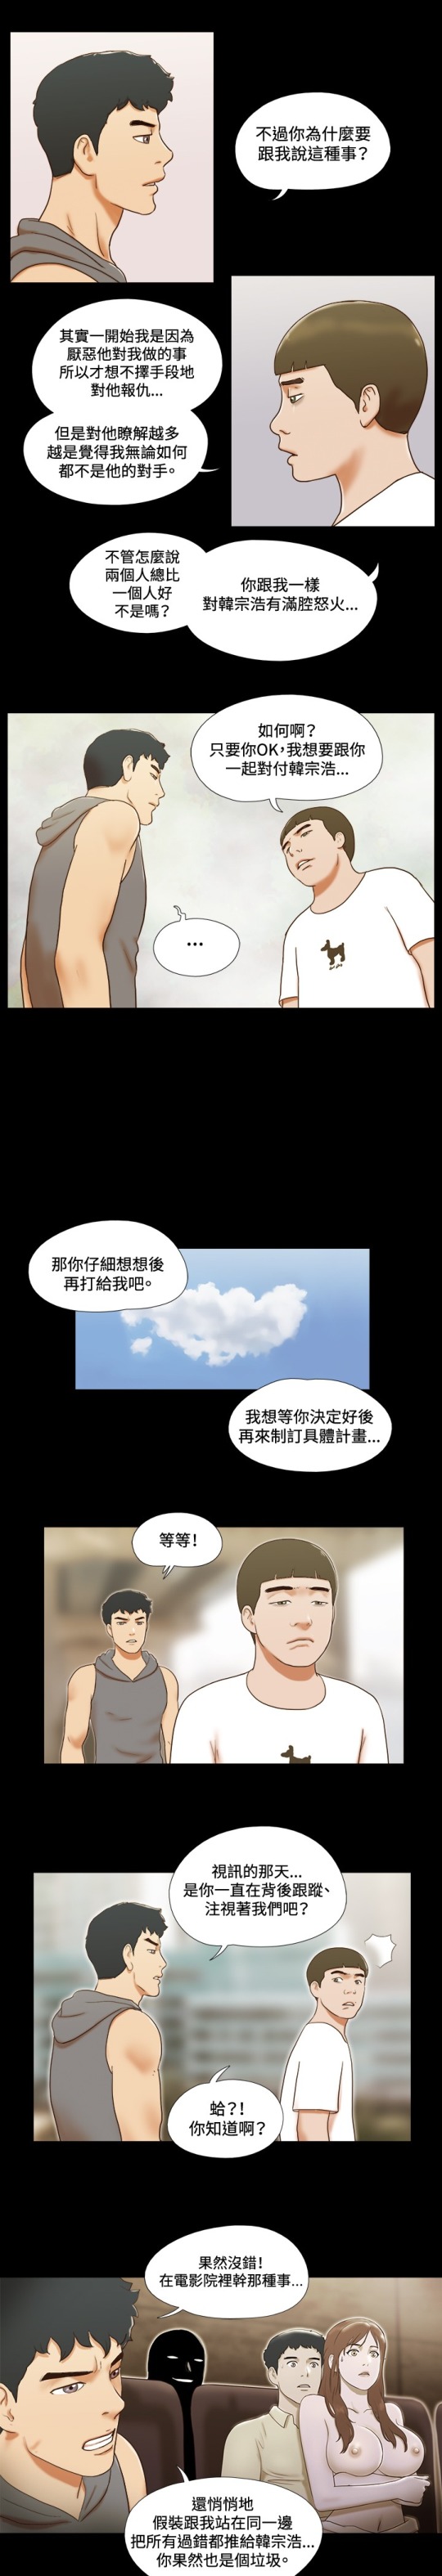 不過你為什麼要
跟我說這種事？
其實一開始我是因為
厭惡他對我做的事
所以才想不擇手段地
對他報仇...
但是對他瞭解越多
越是覺得我無論如何
都不是他的對手。
不管怎麼說
兩個人總比
一個人好
不是嗎？
你跟我一樣
對韓宗浩有滿腔怒火...
如何啊？
只要你OK，我想要跟你
一起對付韓宗浩...
...
那你仔細想想後
再打給我吧。
我想等你決定好後
再來制訂具體計畫...
等等！
視訊的那天...
是你一直在背後跟蹤、
注視著我們吧？
蛤？！
你知道啊？
果然沒錯！
在電影院裡幹那種事...
還悄悄地
假裝跟我站在同一邊
把所有過錯都推給韓宗浩...
你果然也是個垃圾。